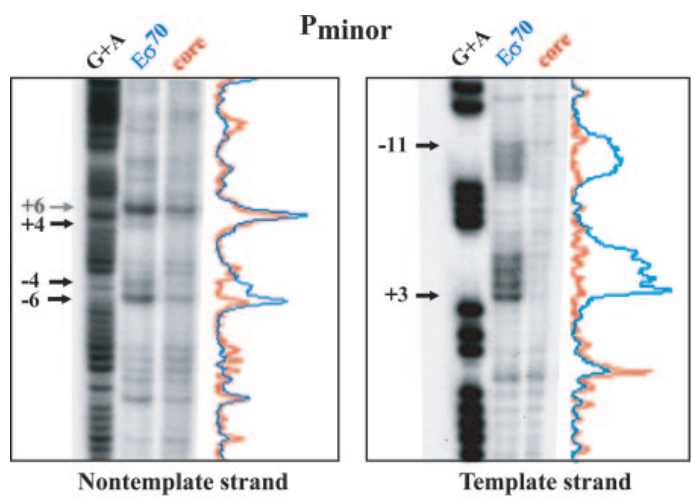 Pminor
G+A Eσ70 core
G+A Eσ70 core
+6
+4
-4
-6
-11
+3
Nontemplate strand
Template strand